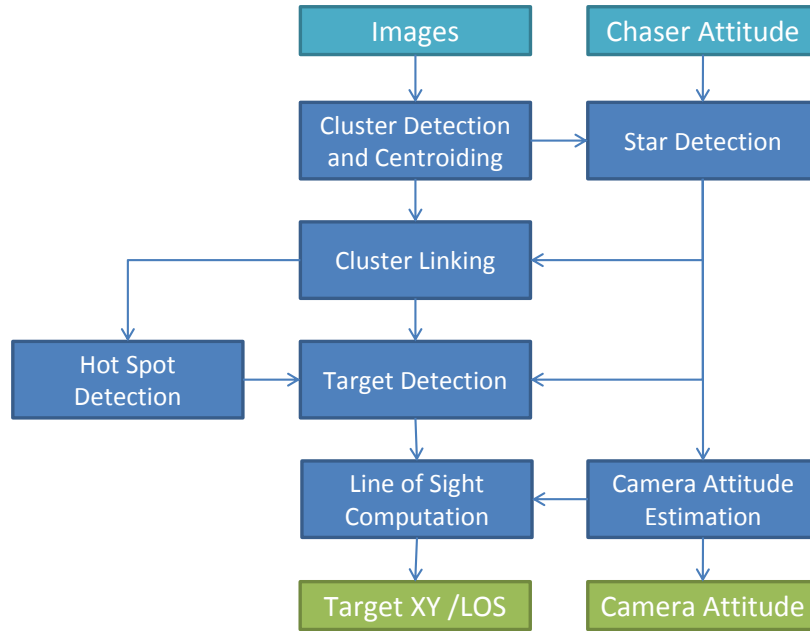 Images
Chaser Attitude
Cluster Detection
and Centroiding
Star Detection
Cluster Linking
Hot Spot
Detection
Target Detection
Line of Sight
Computation
Camera Attitude
Estimation
Target XY /LOS
Camera Attitude